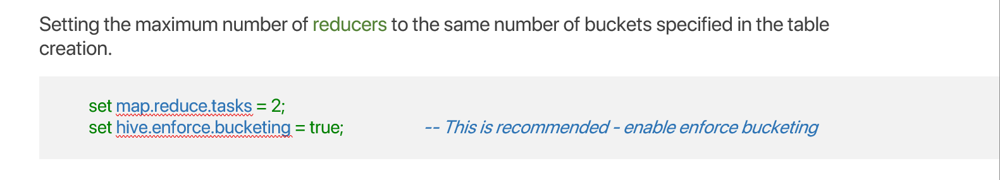 Setting the maximum number of reducers to the same number of buckets specified in the table
creation.
set map.reduce.tasks = 2;
set hive.enforce.bucketing = true; -- This is recommended - enable enforce bucketing